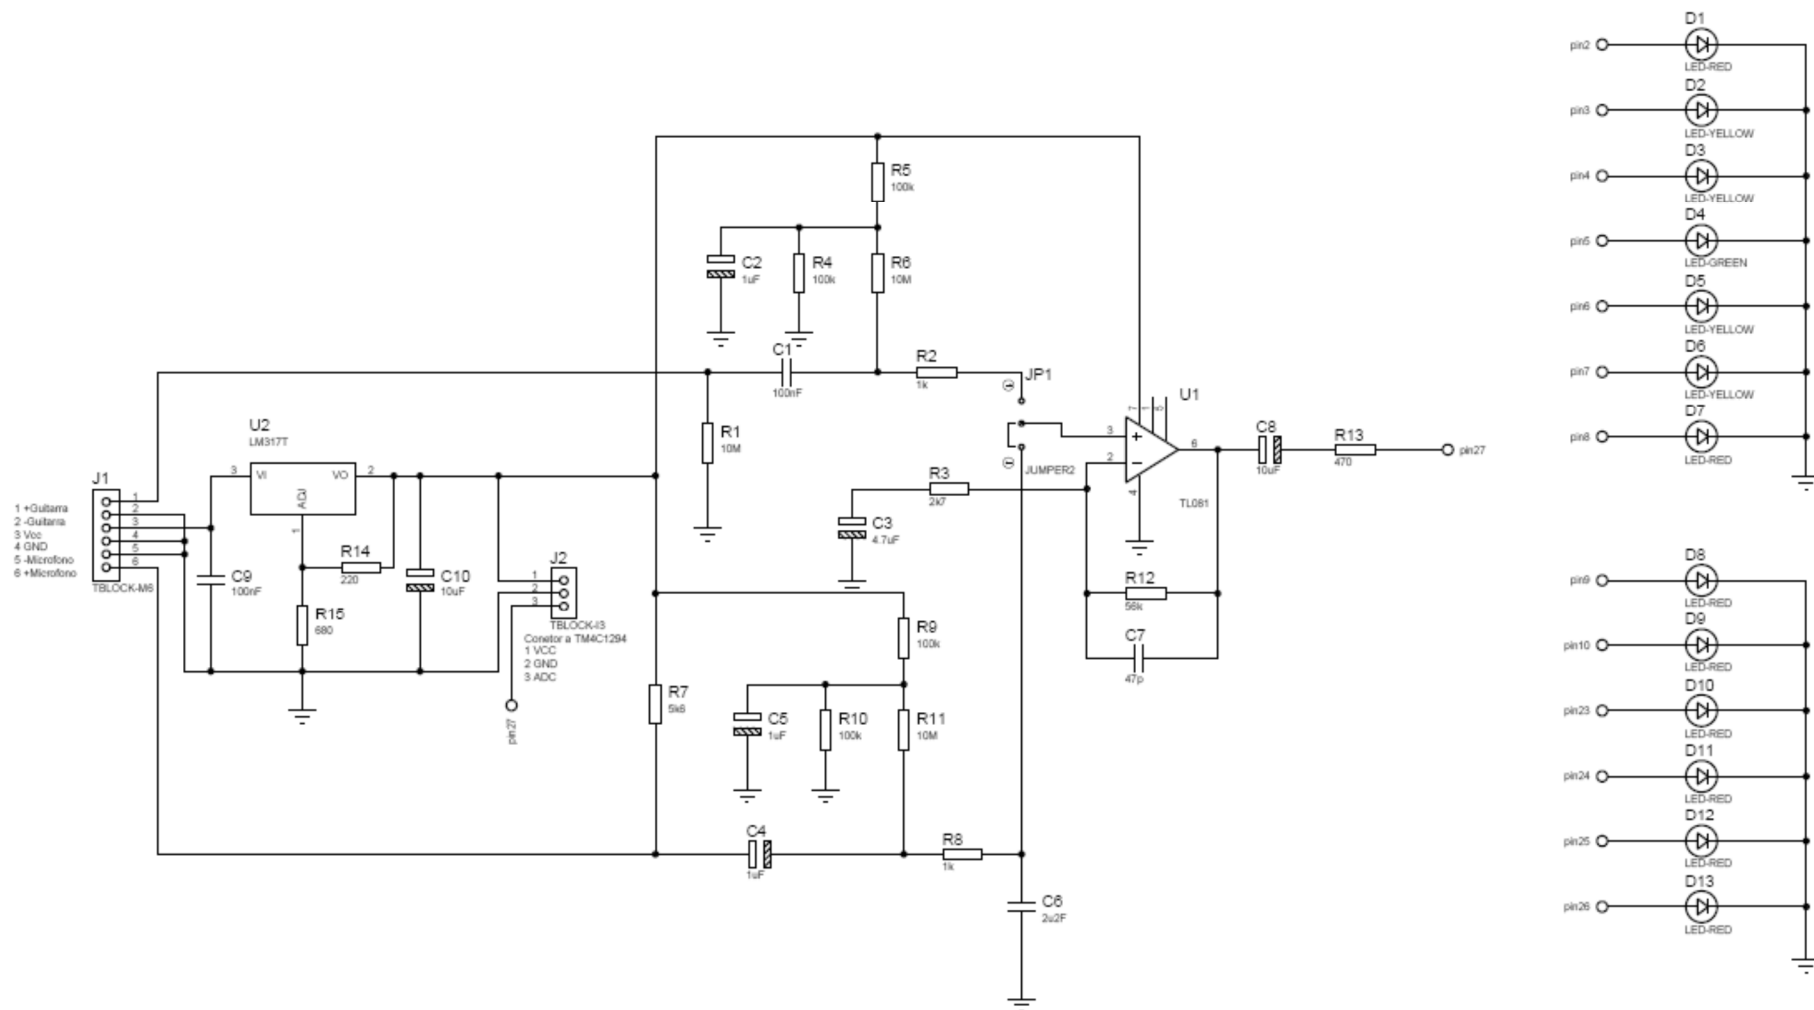 J1
1 +Guitarra
2 -Guitarra
3 Vcc
4 GND
5 -Microfono
6 +Microfono
1
2
3
4
5
6
TBLOCK-M6
U2
LM317T
3
VI
VO
2
ADJ
1
C9
100nF
R14
220
R15
680
C10
10uF
J2
1
2
3
TBLOCK-I3
Conetor a TM4C1294
1 VCC
2 GND
3 ADC
pin27
R5
100k
C2
1uF
R4
100k
R6
10M
C1
100nF
R1
10M
R2
1k
JP1
JUMPER2
R3
2k7
C3
4.7uF
U1
7
1
5
3
2
6
4
TL081
R12
56k
C7
47p
C8
10uF
R13
470
pin27
R7
5k6
R9
100k
C5
1uF
R10
100k
R11
10M
C4
1uF
R8
1k
C6
2u2F
D1
pin2
LED-RED
D2
pin3
LED-YELLOW
D3
pin4
LED-YELLOW
D4
pin5
LED-GREEN
D5
pin6
LED-YELLOW
D6
pin7
LED-YELLOW
D7
pin8
LED-RED
D8
pin9
LED-RED
D9
pin10
LED-RED
D10
pin23
LED-RED
D11
pin24
LED-RED
D12
pin25
LED-RED
D13
pin26
LED-RED